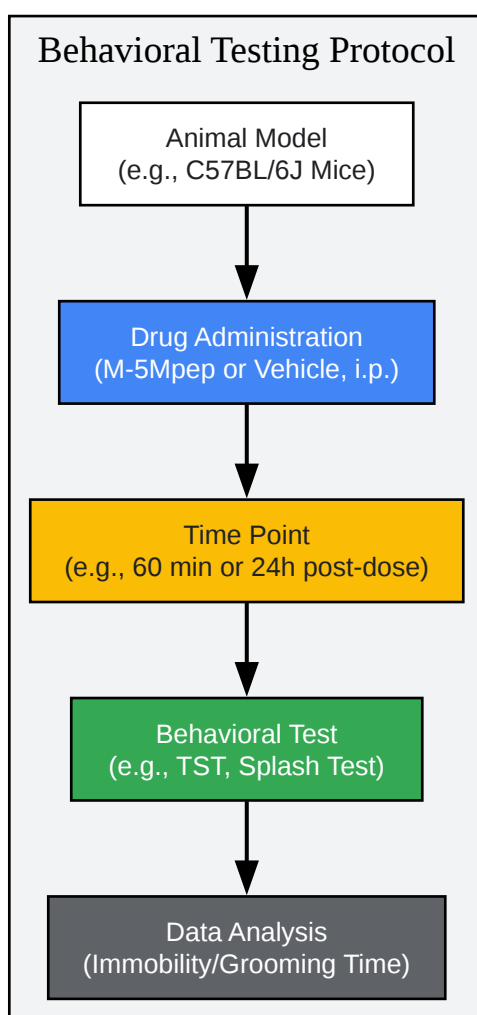 Behavioral Testing Protocol
Animal Model
(e.g., C57BL/6J Mice)
Drug Administration
(M-5Mpep or Vehicle, i.p.)
Time Point
(e.g., 60 min or 24h post-dose)
Behavioral Test
(e.g., TST, Splash Test)
Data Analysis
(Immobility/Grooming Time)